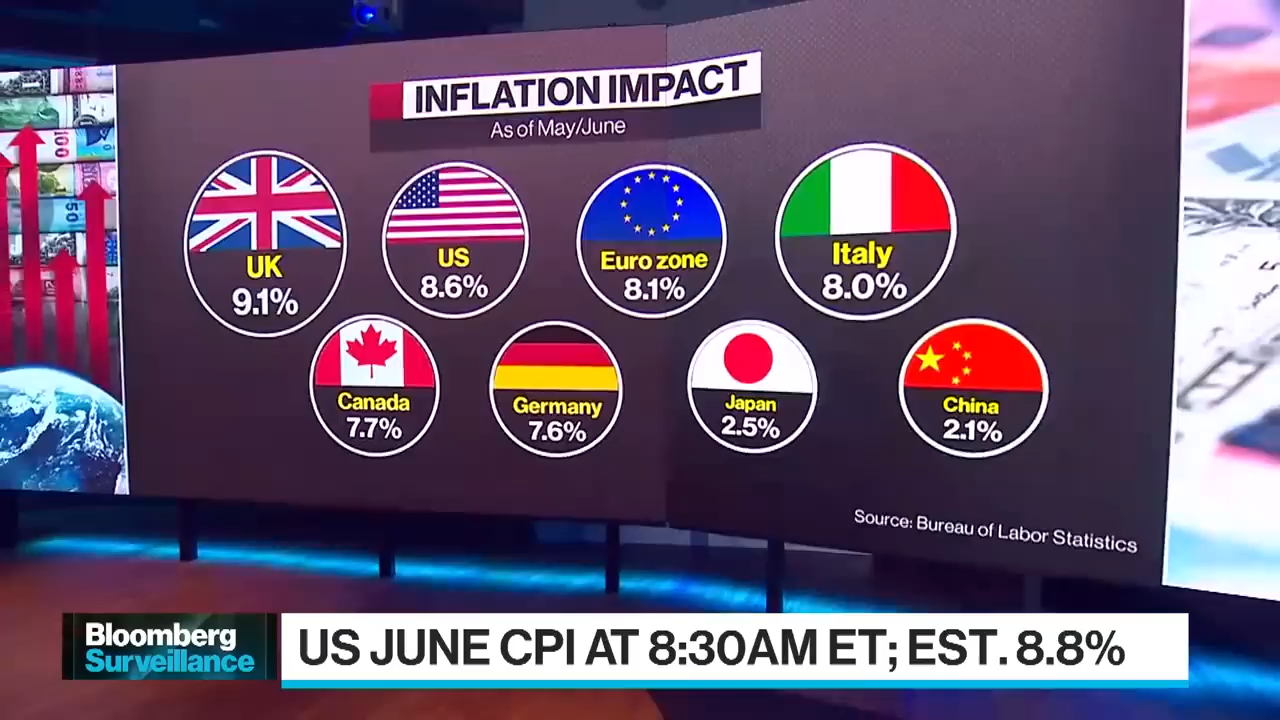 INFLATION IMPACT
As of May/June
UK
9.1%
US
8.6%
Euro zone
8.1%
Italy
8.0%
Canada
7.7%
Germany
7.6%
Japan
2.5%
China
2.1%
Source: Bureau of Labor Statistics
Bloomberg
Surveillance
US JUNE CPI AT 8:30AM ET; EST. 8.8%